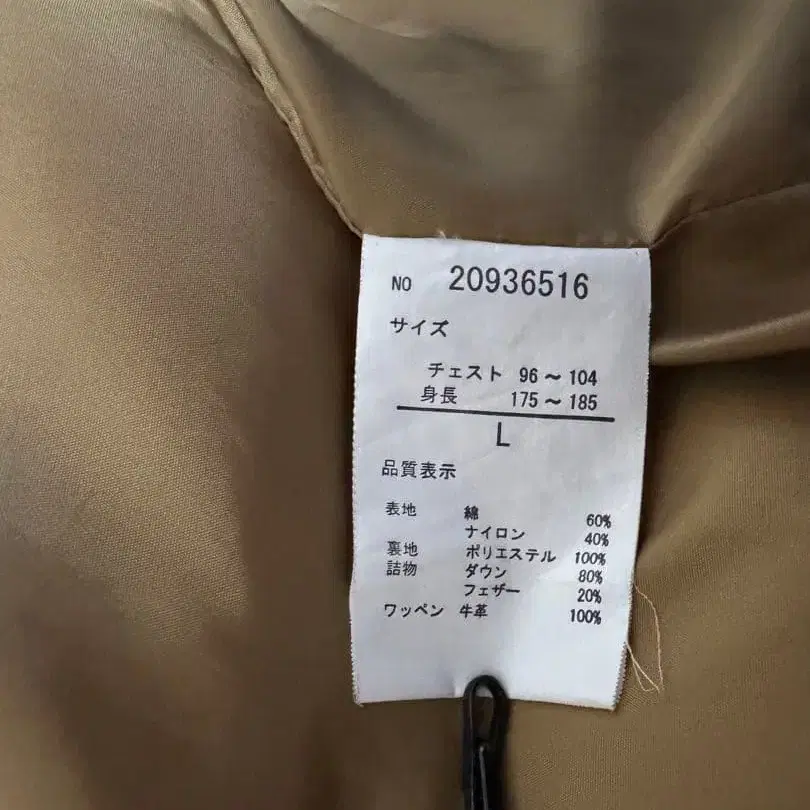 NO 20936516
サイズ
チェスト 96～104
身長 175～185
L
品質表示
表地 綿 60%
ナイロン 40%
裏地 ポリエステル 100%
詰物 ダウン 80%
フェザー 20%
ワッペン 牛革 100%